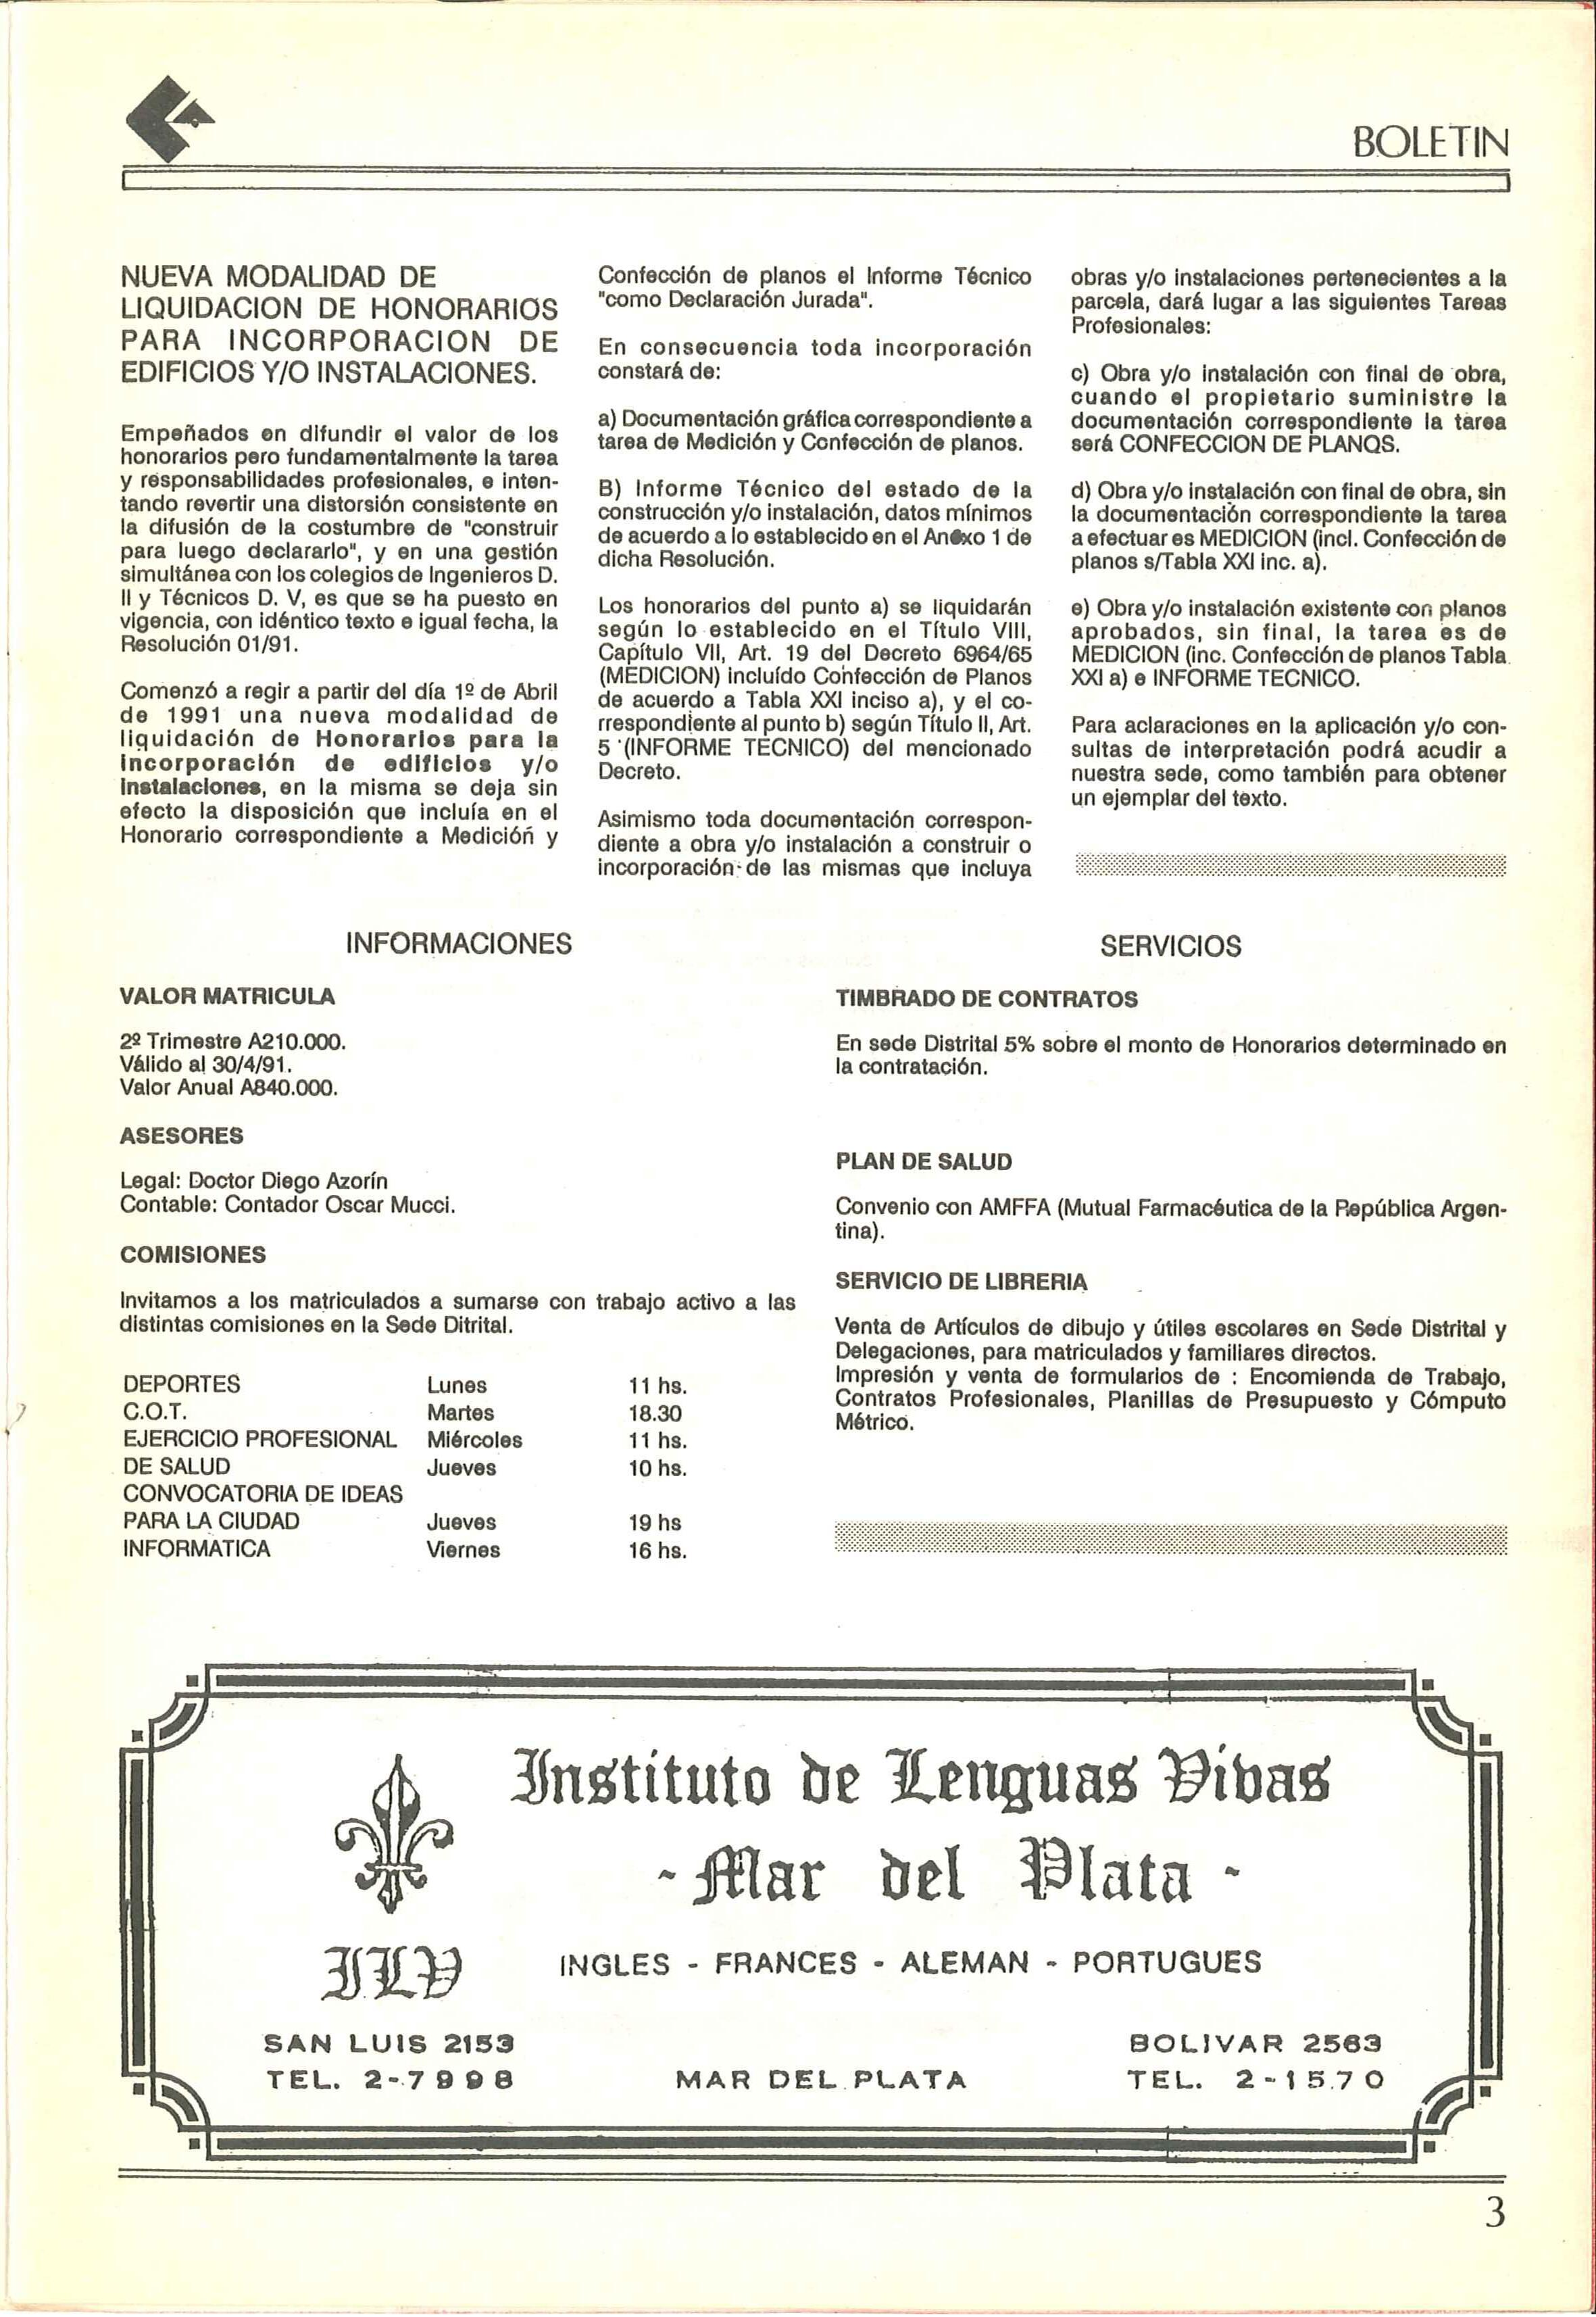 BOLETIN
NUEVA MODALIDAD DE
LIQUIDACION DE HONORARIOS
PARA INCORPORACION DE
EDIFICIOS Y/O INSTALACIONES.
Empeñados en difundir el valor de los
honorarios pero fundamentalmente la tarea
y responsabilidades profesionales, e inten-
tando revertir una distorsión consistente en
la difusión de la costumbre de "construir
para luego declararlo", y en una gestión
simultánea con los colegios de Ingenieros D.
II y Técnicos D. V, es que se ha puesto en
vigencia, con idéntico texto e igual fecha, la
Resolución 01/91.
Comenzó a regir a partir del día 1º de Abril
de 1991 una nueva modalidad de
liquidación de Honorarios para la
incorporación de edificios y/o
instalaciones, en la misma se deja sin
efecto la disposición que incluía en el
Honorario correspondiente a Medición y
Confección de planos el Informe Técnico
"como Declaración Jurada".
En consecuencia toda incorporación
constará de:
a) Documentación gráfica correspondiente a
tarea de Medición y Confección de planos.
B) Informe Técnico del estado de la
construcción y/o instalación, datos mínimos
de acuerdo a lo establecido en el Anexo 1 de
dicha Resolución.
Los honorarios del punto a) se liquidarán
según lo establecido en el Título VIII,
Capítulo VII, Art. 19 del Decreto 6964/65
(MEDICION) incluído Confección de Planos
de acuerdo a Tabla XXI inciso a), y el co-
rrespondiente al punto b) según Título II, Art.
5 (INFORME TECNICO) del mencionado
Decreto.
Asimismo toda documentación correspon-
diente a obra y/o instalación a construir o
incorporación de las mismas que incluya
obras y/o instalaciones pertenecientes a la
parcela, dará lugar a las siguientes Tareas
Profesionales:
c) Obra y/o instalación con final de obra,
cuando el propietario suministre la
documentación correspondiente la tarea
será CONFECCION DE PLANOS.
d) Obra y/o instalación con final de obra, sin
la documentación correspondiente la tarea
a efectuar es MEDICION (incl. Confección de
planos s/Tabla XXI inc. a).
e) Obra y/o instalación existente con planos
aprobados, sin final, la tarea es de
MEDICION (inc. Confección de planos Tabla
XXI a) e INFORME TECNICO.
Para aclaraciones en la aplicación y/o con-
sultas de interpretación podrá acudir a
nuestra sede, como también para obtener
un ejemplar del texto.
INFORMACIONES
VALOR MATRICULA
2º Trimestre A210.000.
Válido al 30/4/91.
Valor Anual A840.000.
ASESORES
Legal: Doctor Diego Azorín
Contable: Contador Oscar Mucci.
COMISIONES
Invitamos a los matriculados a sumarse con trabajo activo a las
distintas comisiones en la Sede Ditrital.
DEPORTES Lunes 11 hs.
C.O.T. Martes 18.30
EJERCICIO PROFESIONAL Miércoles 11 hs.
DE SALUD Jueves 10 hs.
CONVOCATORIA DE IDEAS
PARA LA CIUDAD Jueves 19 hs
INFORMATICA Viernes 16 hs.
SERVICIOS
TIMBRADO DE CONTRATOS
En sede Distrital 5% sobre el monto de Honorarios determinado en
la contratación.
PLAN DE SALUD
Convenio con AMFFA (Mutual Farmacéutica de la República Argen-
tina).
SERVICIO DE LIBRERIA
Venta de Artículos de dibujo y útiles escolares en Sede Distrital y
Delegaciones, para matriculados y familiares directos.
Impresión y venta de formularios de : Encomienda de Trabajo,
Contratos Profesionales, Planillas de Presupuesto y Cómputo
Métrico.
Instituto de Lenguas Vivas
- Mar del Plata -
ILV
INGLES - FRANCES - ALEMAN - PORTUGUES
SAN LUIS 2153
TEL. 2-7998
MAR DEL PLATA
BOLIVAR 2563
TEL. 2-1570
3